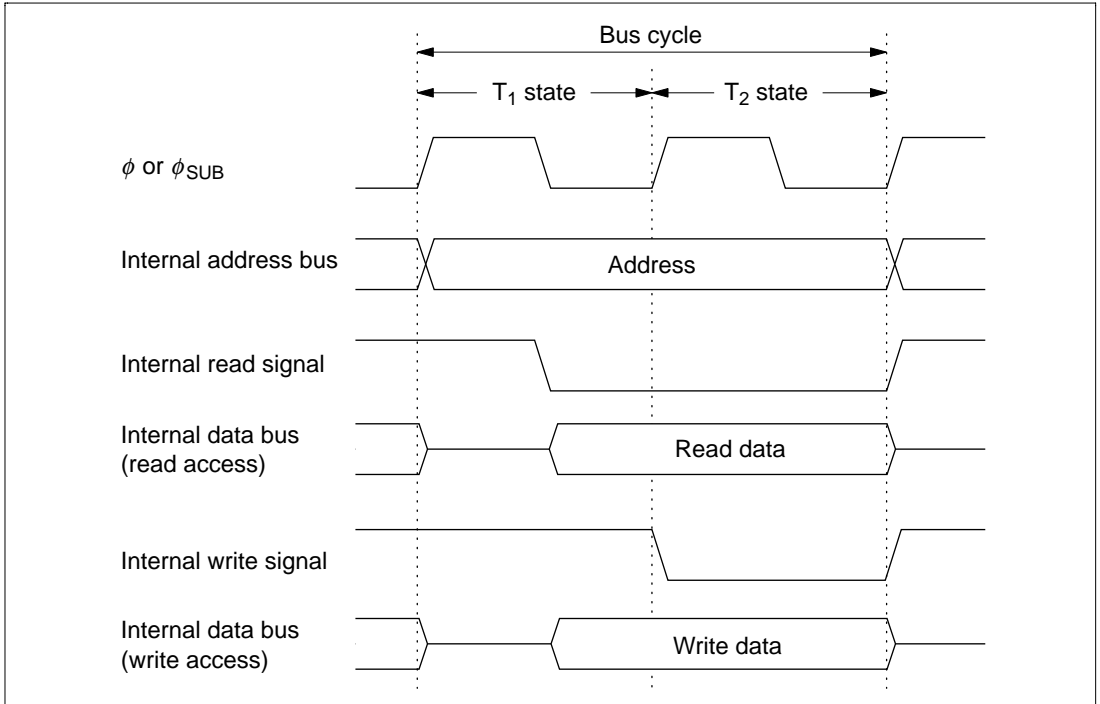 Bus cycle
T₁ state
T₂ state
ϕ or ϕSUB
Internal address bus
Address
Internal read signal
Internal data bus
(read access)
Read data
Internal write signal
Internal data bus
(write access)
Write data